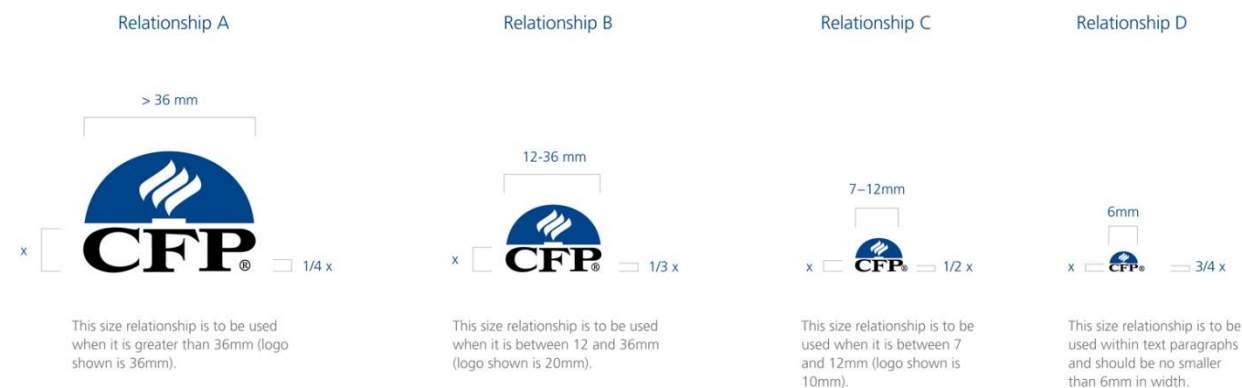 Relationship A
> 36 mm
CFP®
x
1/4 x
This size relationship is to be used
when it is greater than 36mm (logo
shown is 36mm).
Relationship B
12-36 mm
CFP®
x
1/3 x
This size relationship is to be used
when it is between 12 and 36mm
(logo shown is 20mm).
Relationship C
7–12mm
CFP®
x
1/2 x
This size relationship is to be
used when it is between 7
and 12mm (logo shown is
10mm).
Relationship D
6mm
CFP®
x
3/4 x
This size relationship is to be
used within text paragraphs
and should be no smaller
than 6mm in width.